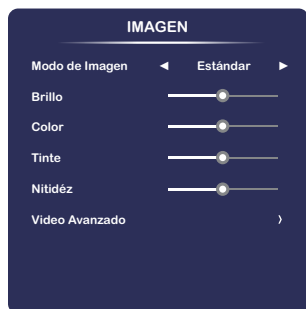 IMAGEN
Modo de Imagen ◄ Estándar ►
Brillo
Color
Tinte
Nitidéz
Video Avanzado